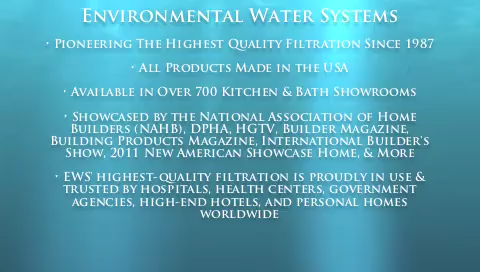 Environmental Water Systems
· Pioneering The Highest Quality Filtration Since 1987
· All Products Made in the USA
· Available in Over 700 Kitchen & Bath Showrooms
· Showcased by the National Association of Home
Builders (NAHB), DPHA, HGTV, Builder Magazine,
Building Products Magazine, International Builder's
Show, 2011 New American Showcase Home, & More
· EWS' highest-quality filtration is proudly in use &
trusted by hospitals, health centers, government
agencies, high-end hotels, and personal homes
worldwide